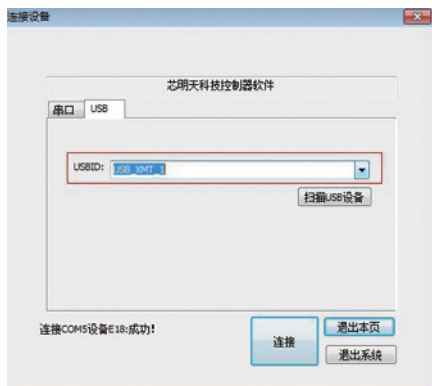 连接设备
芯明天科技控制器软件
串口 USB
USBID: USB_XMT_1
扫描USB设备
连接COM5设备E18:成功!
连接
退出本页
退出系统